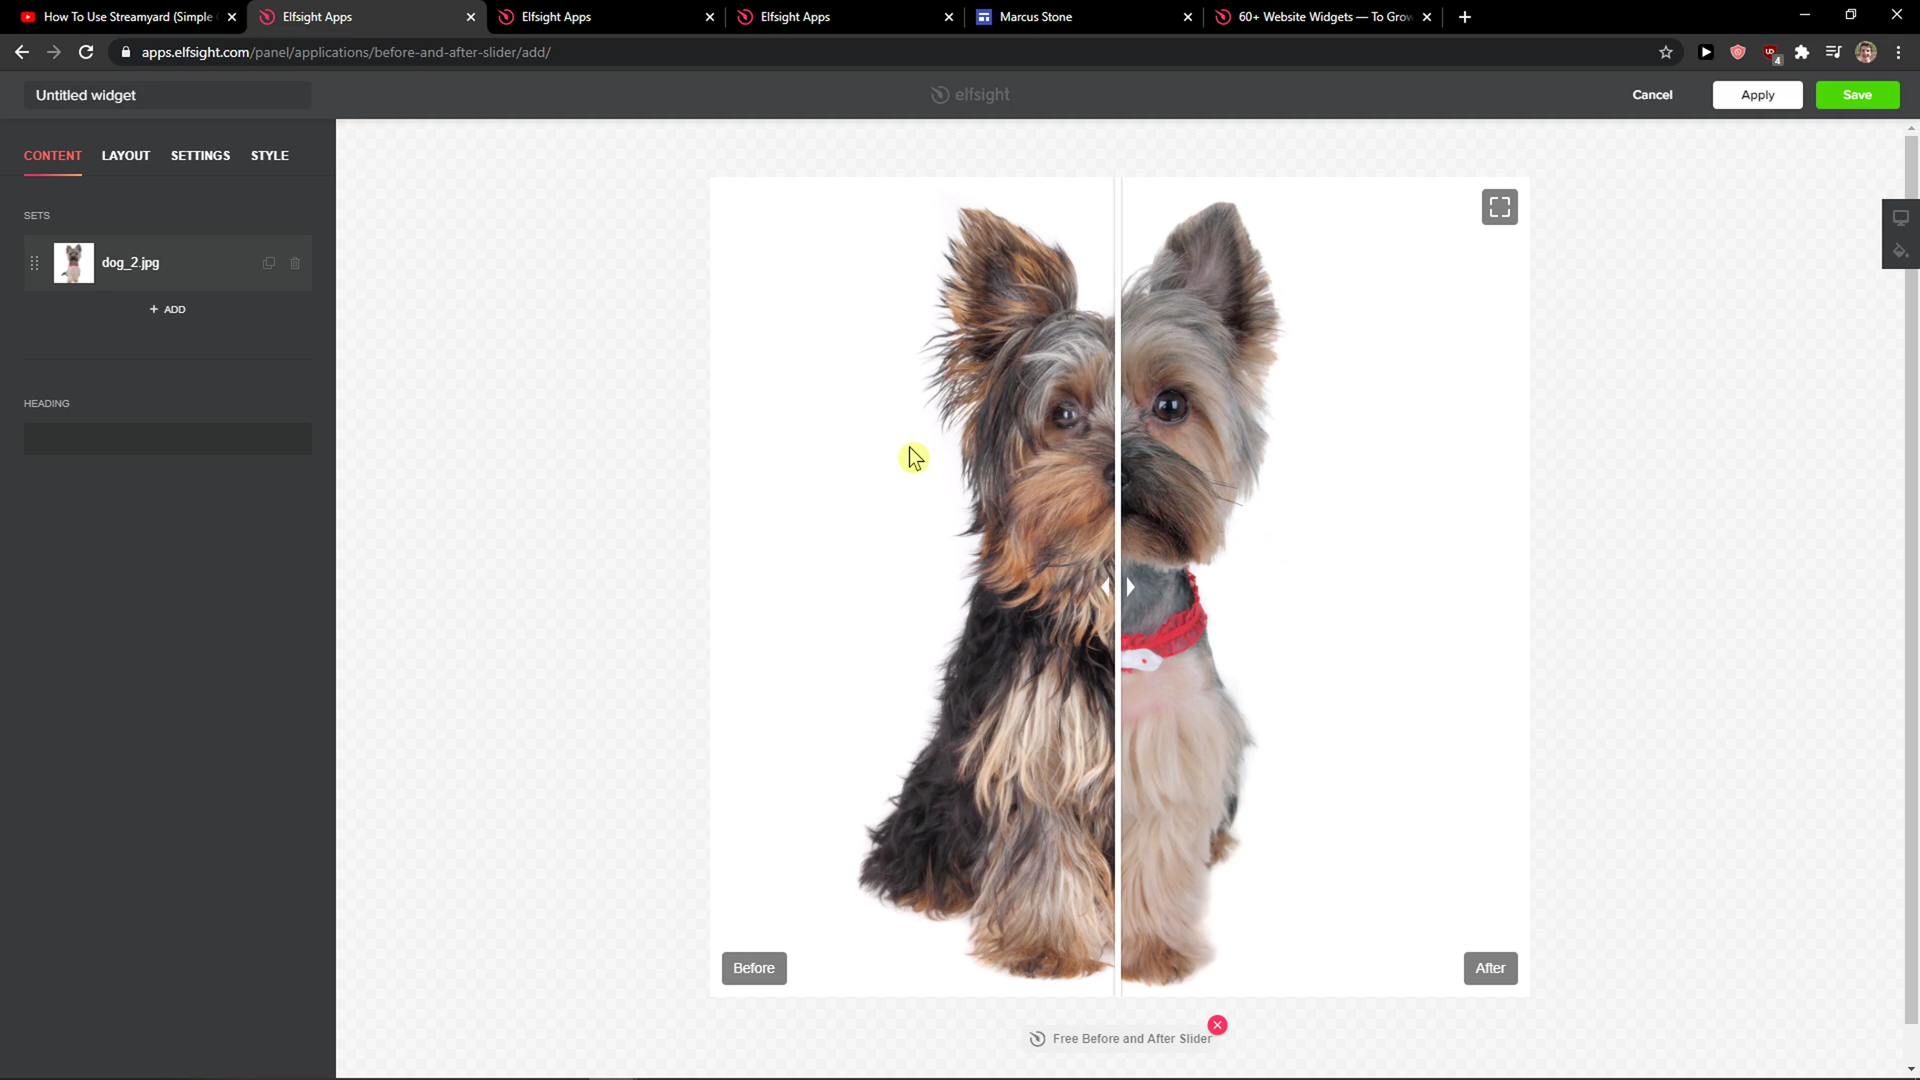 How To Use Streamyard (Simple
Elfsight Apps
Elfsight Apps
Elfsight Apps
Marcus Stone
60+ Website Widgets — To Grow
apps.elfsight.com/panel/applications/before-and-after-slider/add/
4
Untitled widget
elfsight
Cancel
Apply
Save
CONTENT
LAYOUT
SETTINGS
STYLE
SETS
dog_2.jpg
+ ADD
HEADING
Before
After
Free Before and After Slider